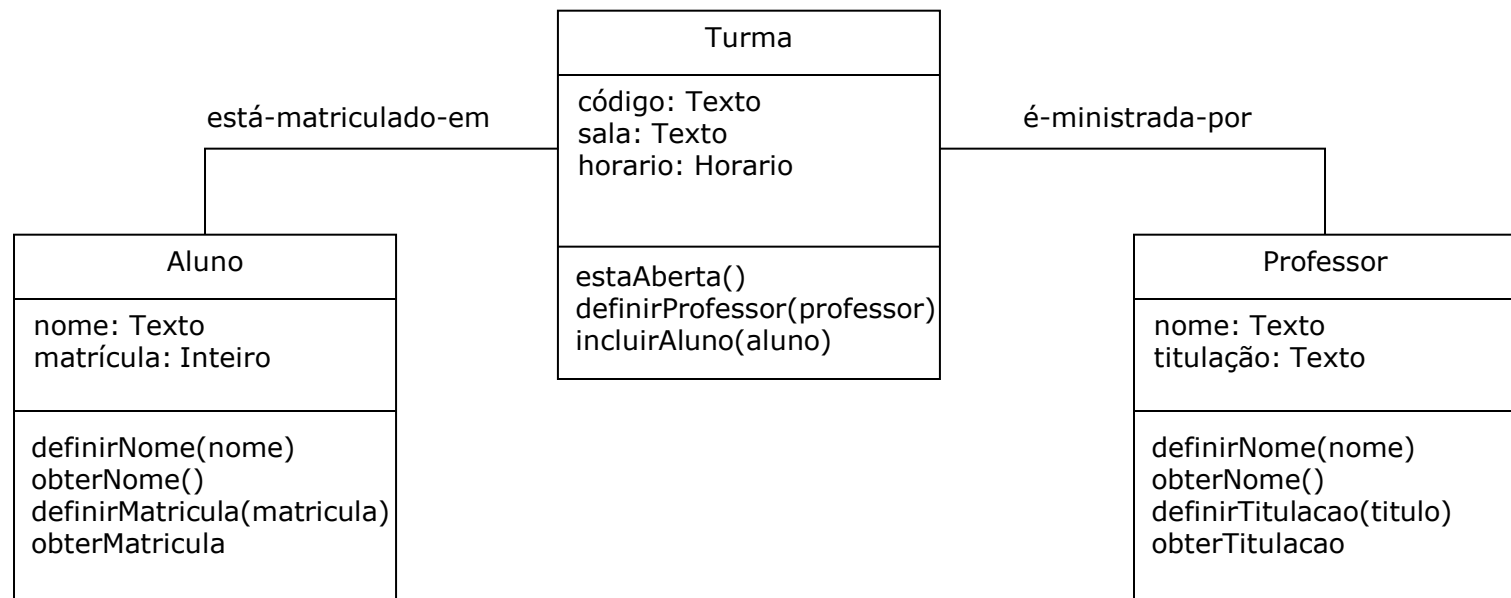 Turma
código: Texto
sala: Texto
horario: Horario
estaAberta()
definirProfessor(professor)
incluirAluno(aluno)
está-matriculado-em
é-ministrada-por
Aluno
nome: Texto
matrícula: Inteiro
definirNome(nome)
obterNome()
definirMatricula(matricula)
obterMatricula
Professor
nome: Texto
titulação: Texto
definirNome(nome)
obterNome()
definirTitulacao(titulo)
obterTitulacao